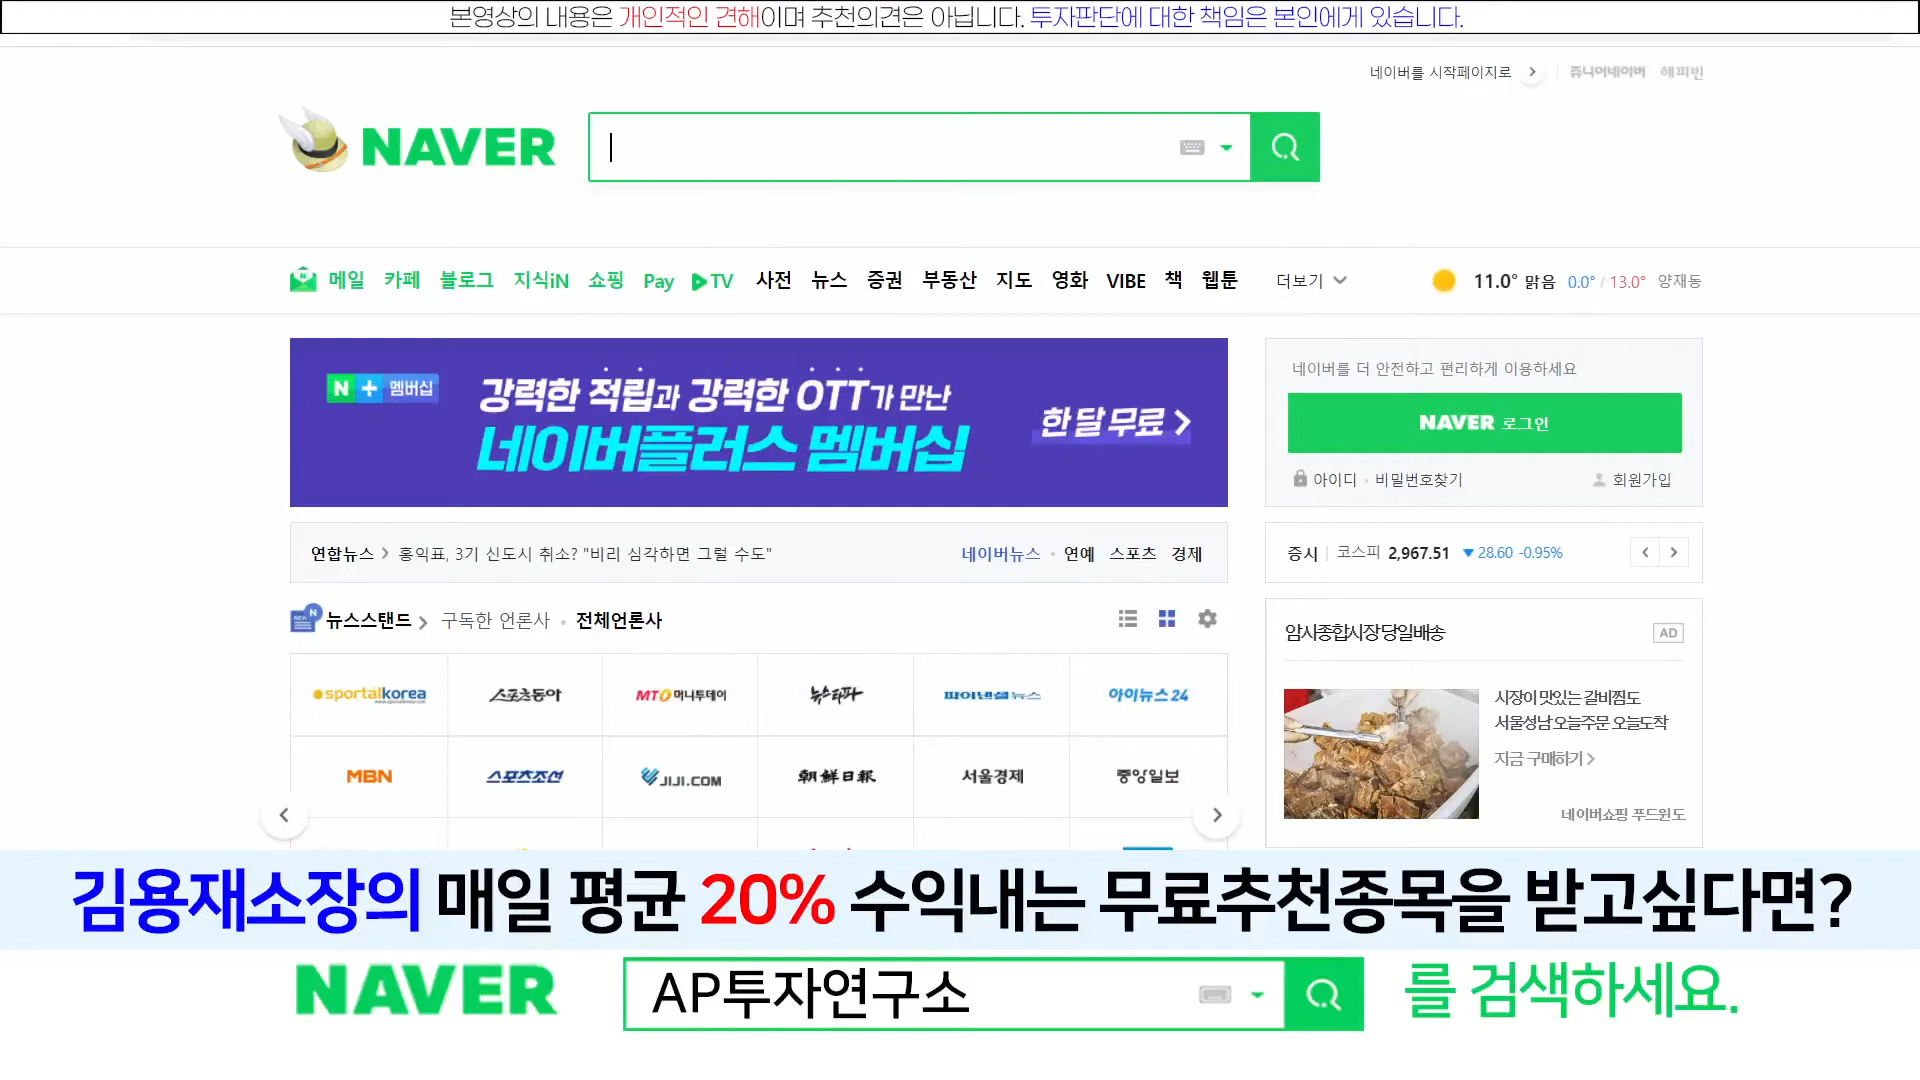 본영상의 내용은 개인적인 견해이며 추천의견은 아닙니다. 투자판단에 대한 책임은 본인에게 있습니다.
네이버를 시작페이지로
쥬니어네이버 해피빈
NAVER
메일 카페 블로그 지식iN 쇼핑 Pay TV 사전 뉴스 증권 부동산 지도 영화 VIBE 책 웹툰 더보기
11.0° 맑음 0.0° / 13.0° 양재동
N + 멤버십
강력한 적립과 강력한 OTT가 만난
네이버플러스 멤버십
한 달 무료
네이버를 더 안전하고 편리하게 이용하세요
NAVER 로그인
아이디 · 비밀번호찾기 회원가입
연합뉴스 홍익표, 3기 신도시 취소? "비리 심각하면 그럴 수도"
네이버뉴스 · 연예 스포츠 경제
증시 코스피 2,967.51 ▼ 28.60 -0.95%
뉴스스탠드 구독한 언론사 · 전체언론사
sportalkorea 스포츠동아 MTO 머니투데이 뉴스타파 파이낸셜뉴스 아이뉴스24
MBN 스포츠조선 JIJI.COM 朝鮮日報 서울경제 중앙일보
암사종합시장당일배송 AD
시장이 맛있는 갈비찜도
서울성남 오늘주문 오늘도착
지금 구매하기
네이버쇼핑 푸드윈도
김용재소장의 매일 평균 20% 수익내는 무료추천종목을 받고싶다면?
NAVER AP투자연구소 를 검색하세요.